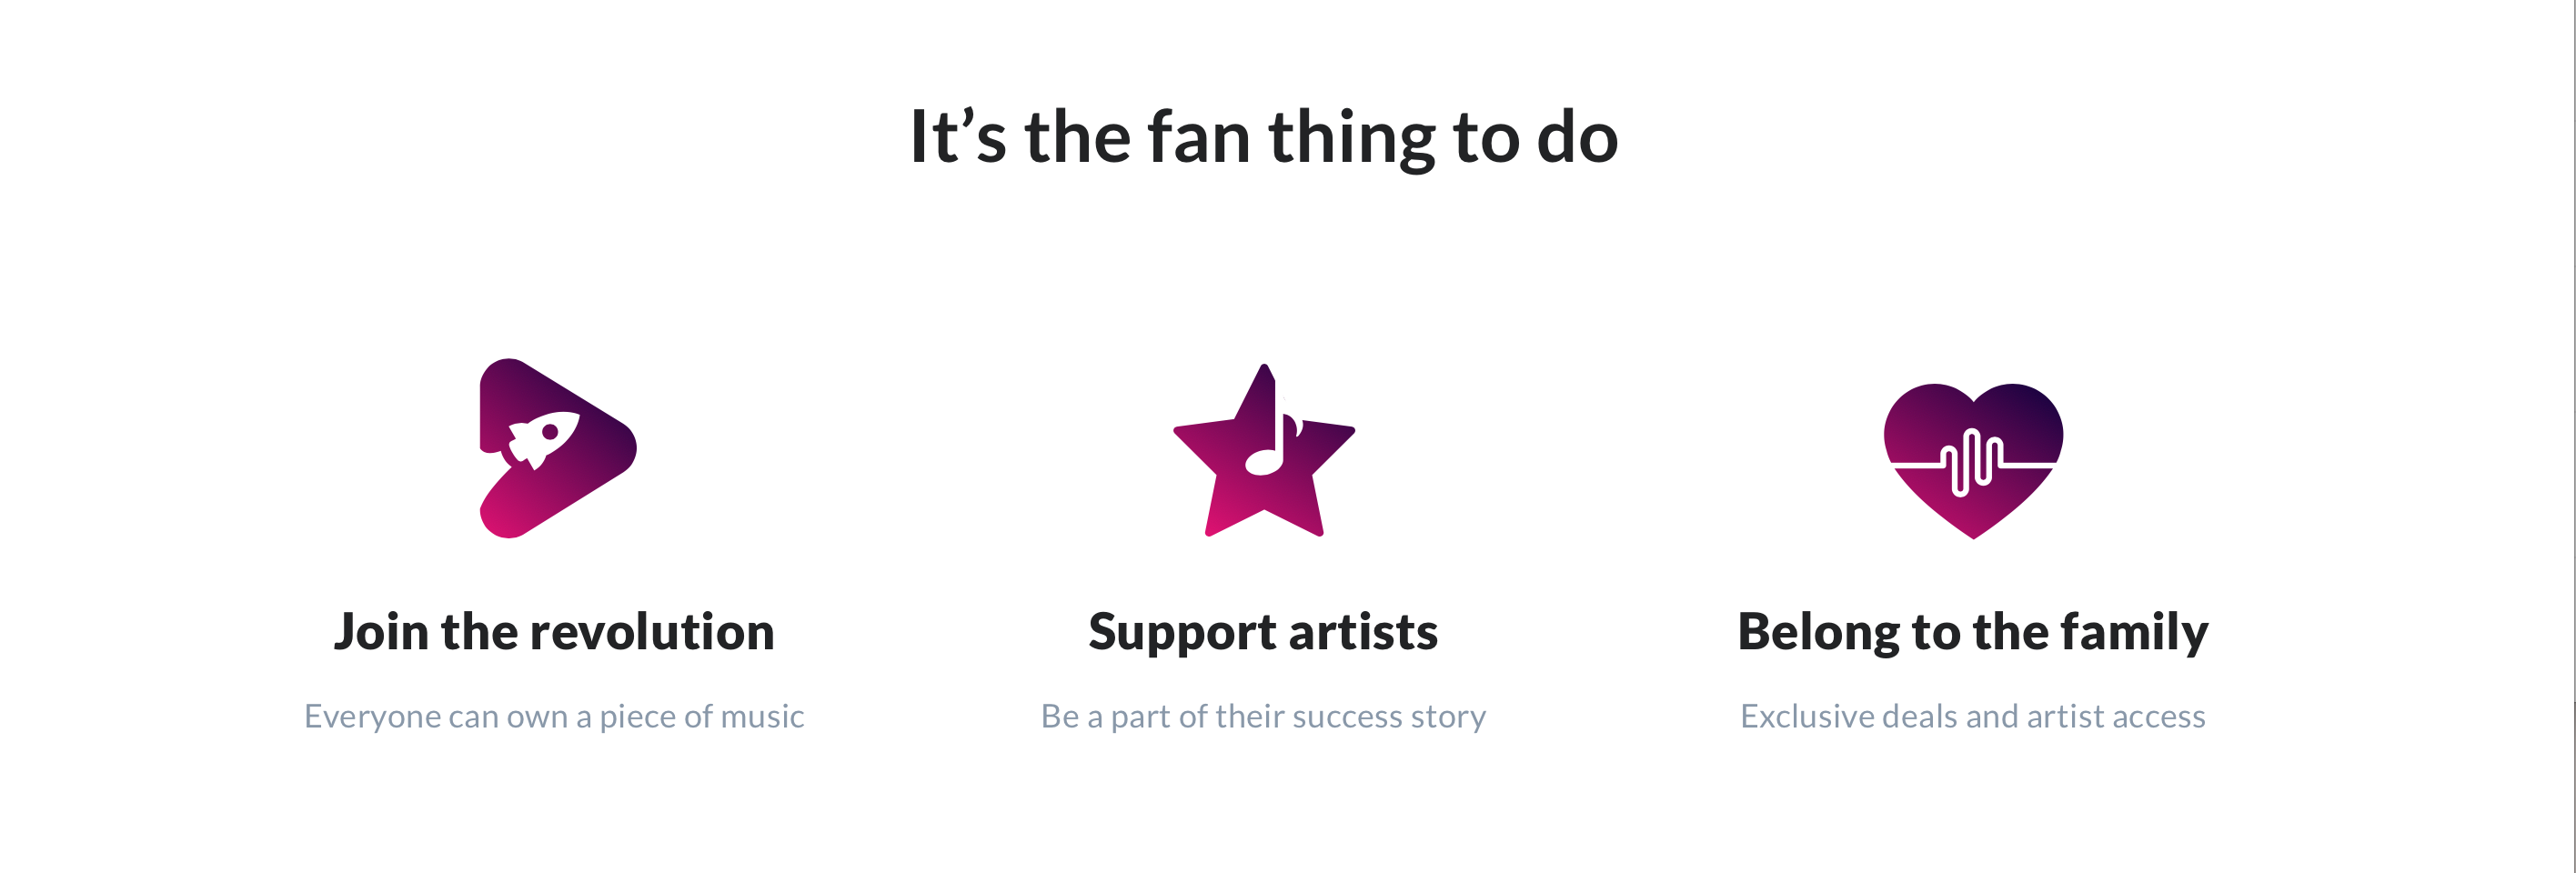 It’s the fan thing to do
Join the revolution
Everyone can own a piece of music
Support artists
Be a part of their success story
Belong to the family
Exclusive deals and artist access